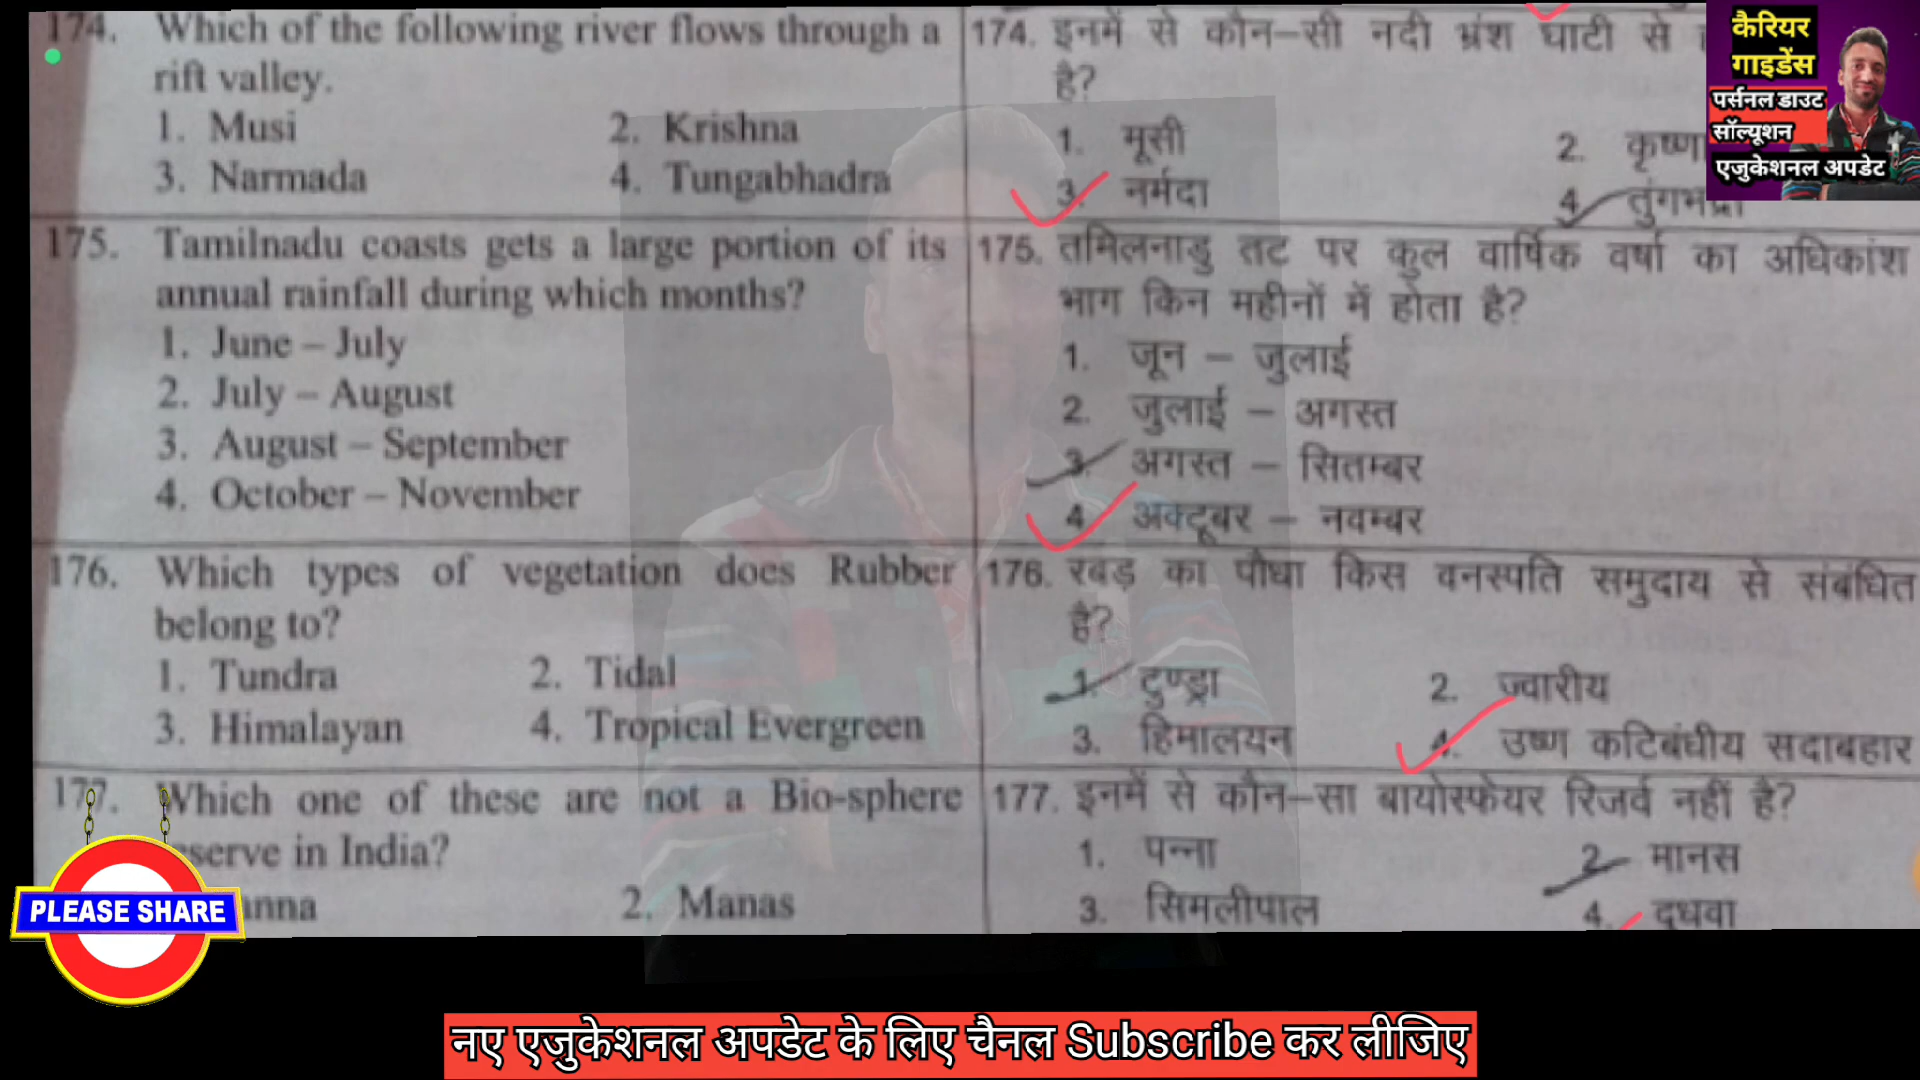 174. Which of the following river flows through a
rift valley.
1. Musi 2. Krishna
3. Narmada 4. Tungabhadra
175. Tamilnadu coasts gets a large portion of its
annual rainfall during which months?
1. June – July
2. July – August
3. August – September
4. October – November
176. Which types of vegetation does Rubber
belong to?
1. Tundra 2. Tidal
3. Himalayan 4. Tropical Evergreen
177. Which one of these are not a Bio-sphere
serve in India?
nna 2. Manas
174. इनमें से कौन–सी नदी भ्रंश घाटी से
है?
1. मूसी 2. कृष्णा
3. नर्मदा 4. तुंगभद्रा
175. तमिलनाडु तट पर कुल वार्षिक वर्षा का अधिकांश
भाग किन महीनों में होता है?
1. जून – जुलाई
2. जुलाई – अगस्त
3. अगस्त – सितम्बर
4 अक्टूबर – नवम्बर
176. रबड़ का पौधा किस वनस्पति समुदाय से संबंधित
है?
1. टुण्ड्रा 2. ज्वारीय
3. हिमालयन 4. उष्ण कटिबंधीय सदाबहार
177. इनमें से कौन–सा बायोस्फेयर रिजर्व नहीं है?
1. पन्ना 2. मानस
3. सिमलीपाल 4. दुधवा
कैरियर
गाइडेंस
पर्सनल डाउट
सॉल्यूशन
एजुकेशनल अपडेट
PLEASE SHARE
नए एजुकेशनल अपडेट के लिए चैनल Subscribe कर लीजिए